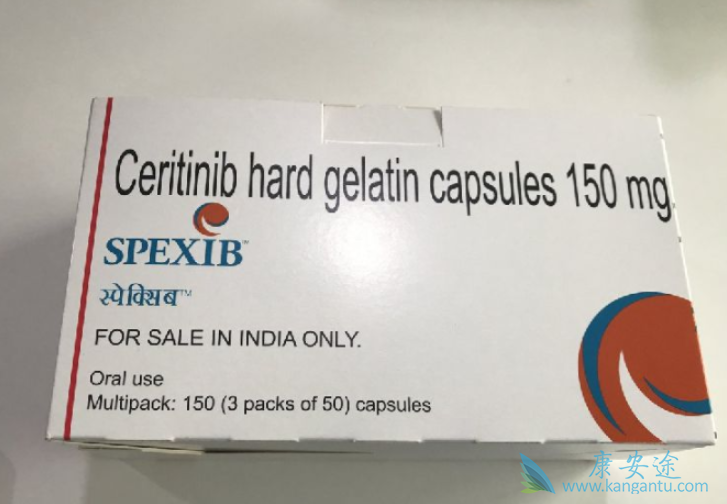 Ceritinib hard gelatin capsules 150 mg
SPEXIB™
स्पेक्सिब™
FOR SALE IN INDIA ONLY.
Oral use
Multipack: 150 (3 packs of 50) capsules
康安途
www.kangantu.com